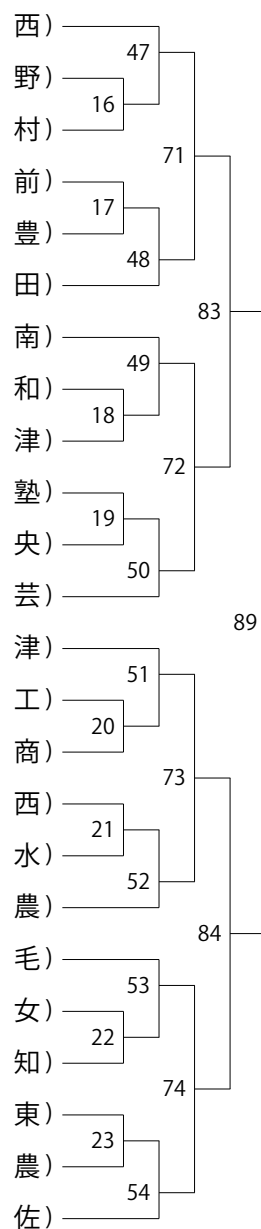 西）
47
野）
16
村）
71
前）
17
豊）
48
田）
83
南）
49
和）
18
津）
72
塾）
19
央）
50
芸）
89
津）
51
工）
20
商）
73
西）
21
水）
52
農）
84
毛）
53
女）
22
知）
74
東）
23
農）
54
佐）